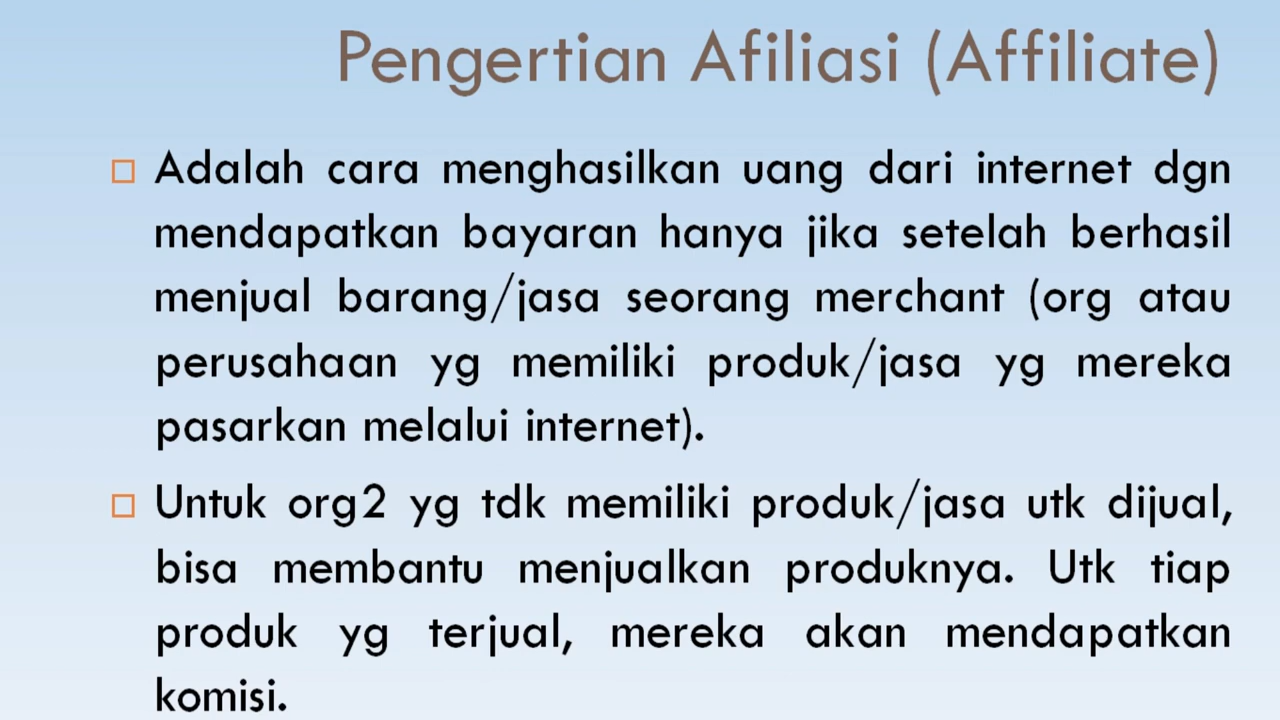 Pengertian Afiliasi (Affiliate)
Adalah cara menghasilkan uang dari internet dgn
mendapatkan bayaran hanya jika setelah berhasil
menjual barang/jasa seorang merchant (org atau
perusahaan yg memiliki produk/jasa yg mereka
pasarkan melalui internet).
Untuk org2 yg tdk memiliki produk/jasa utk dijual,
bisa membantu menjualkan produknya. Utk tiap
produk yg terjual, mereka akan mendapatkan
komisi.